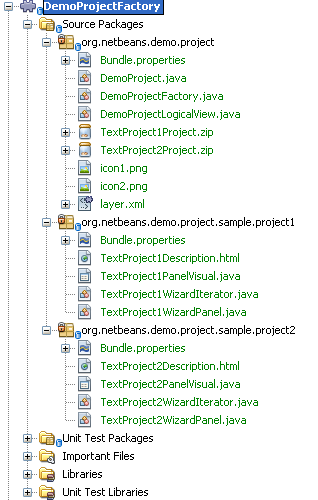 DemoProjectFactory
Source Packages
org.netbeans.demo.project
Bundle.properties
DemoProject.java
DemoProjectFactory.java
DemoProjectLogicalView.java
TextProject1Project.zip
TextProject2Project.zip
icon1.png
icon2.png
layer.xml
org.netbeans.demo.project.sample.project1
Bundle.properties
TextProject1Description.html
TextProject1PanelVisual.java
TextProject1WizardIterator.java
TextProject1WizardPanel.java
org.netbeans.demo.project.sample.project2
Bundle.properties
TextProject2Description.html
TextProject2PanelVisual.java
TextProject2WizardIterator.java
TextProject2WizardPanel.java
Unit Test Packages
Important Files
Libraries
Unit Test Libraries